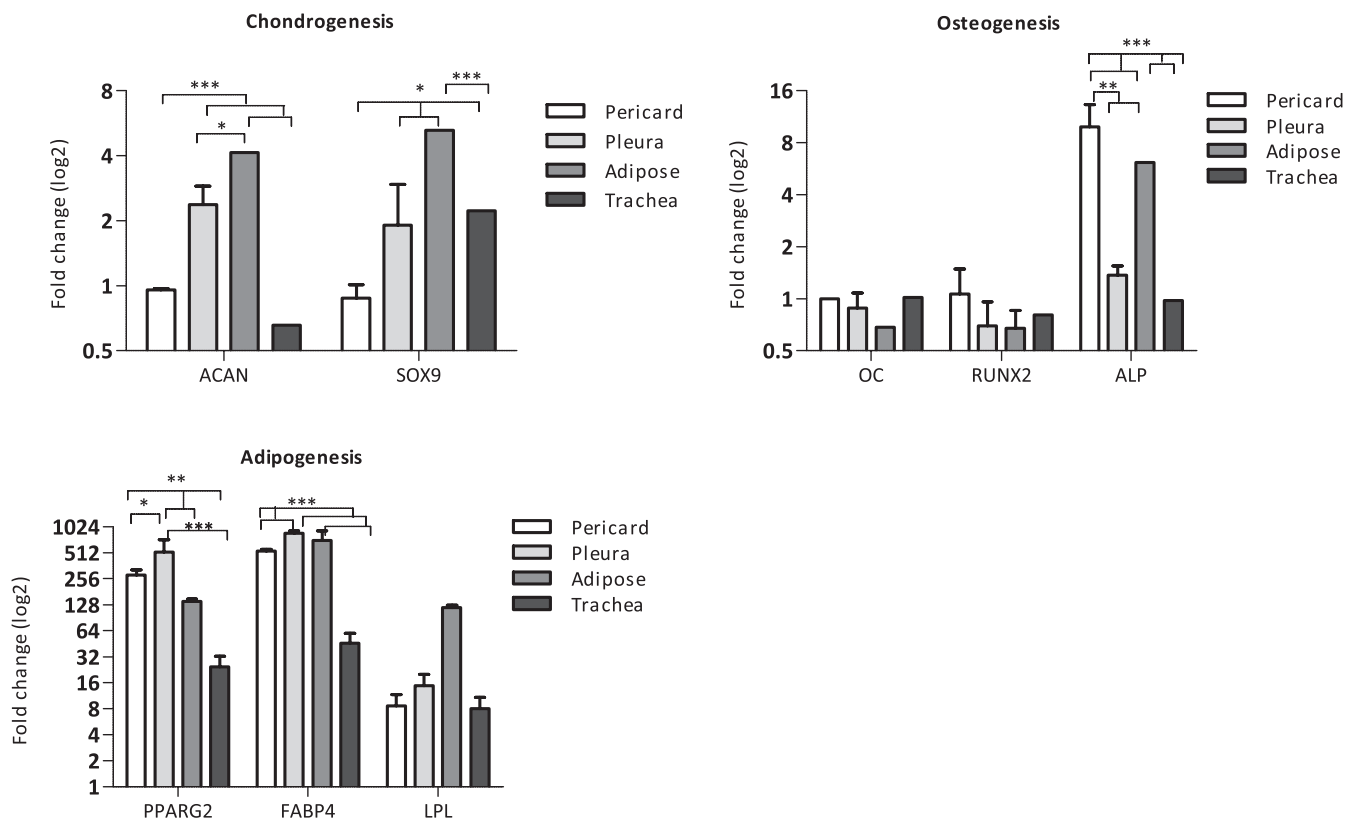 Chondrogenesis
Fold change (log2)
8
4
2
1
0.5
***
*
*
***
ACAN
SOX9
Pericard
Pleura
Adipose
Trachea
Osteogenesis
Fold change (log2)
16
8
4
2
1
0.5
***
**
OC
RUNX2
ALP
Pericard
Pleura
Adipose
Trachea
Adipogenesis
Fold change (log2)
1024
512
256
128
64
32
16
8
4
2
1
**
*
***
***
PPARG2
FABP4
LPL
Pericard
Pleura
Adipose
Trachea